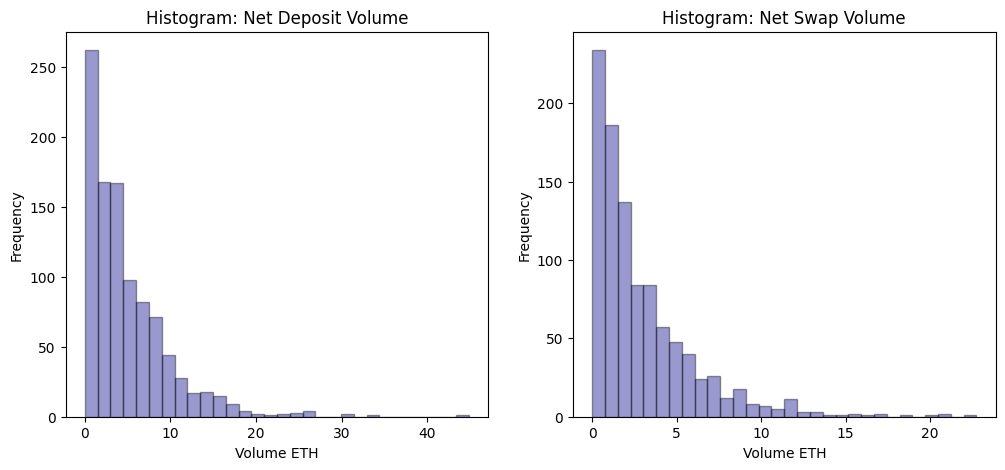 Histogram: Net Deposit Volume
Frequency
250
200
150
100
50
0
0 10 20 30 40
Volume ETH
Histogram: Net Swap Volume
Frequency
200
150
100
50
0
0 5 10 15 20
Volume ETH